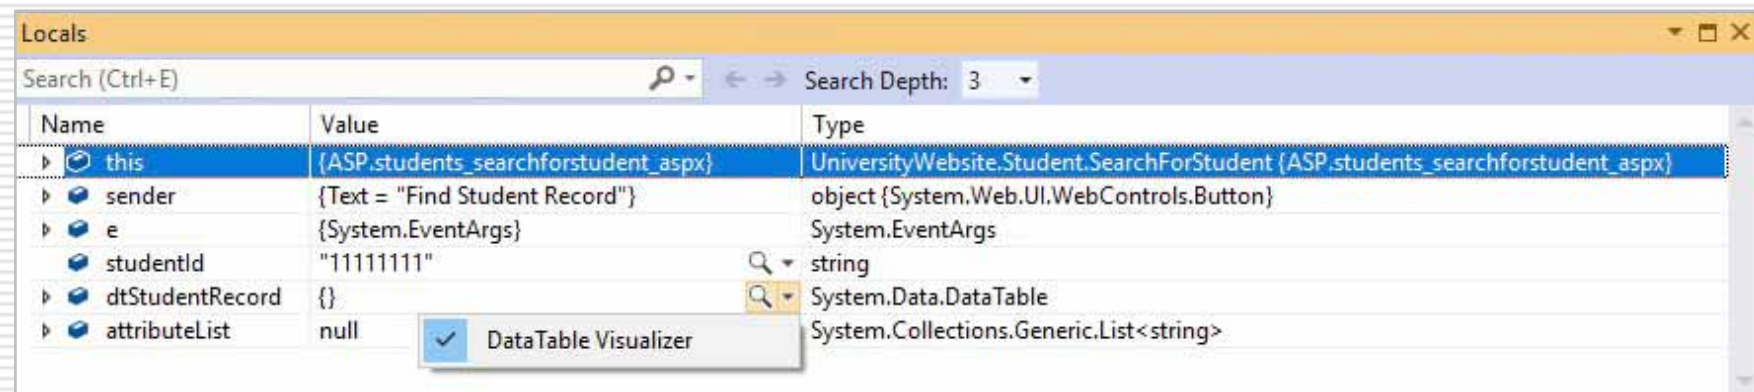 Locals
Search (Ctrl+E) Search Depth: 3
Name Value Type
this {ASP.students_searchforstudent_aspx} UniversityWebsite.Student.SearchForStudent {ASP.students_searchforstudent_aspx}
sender {Text = "Find Student Record"} object {System.Web.UI.WebControls.Button}
e {System.EventArgs} System.EventArgs
studentId "11111111" string
dtStudentRecord {} System.Data.DataTable
attributeList null System.Collections.Generic.List<string>
DataTable Visualizer